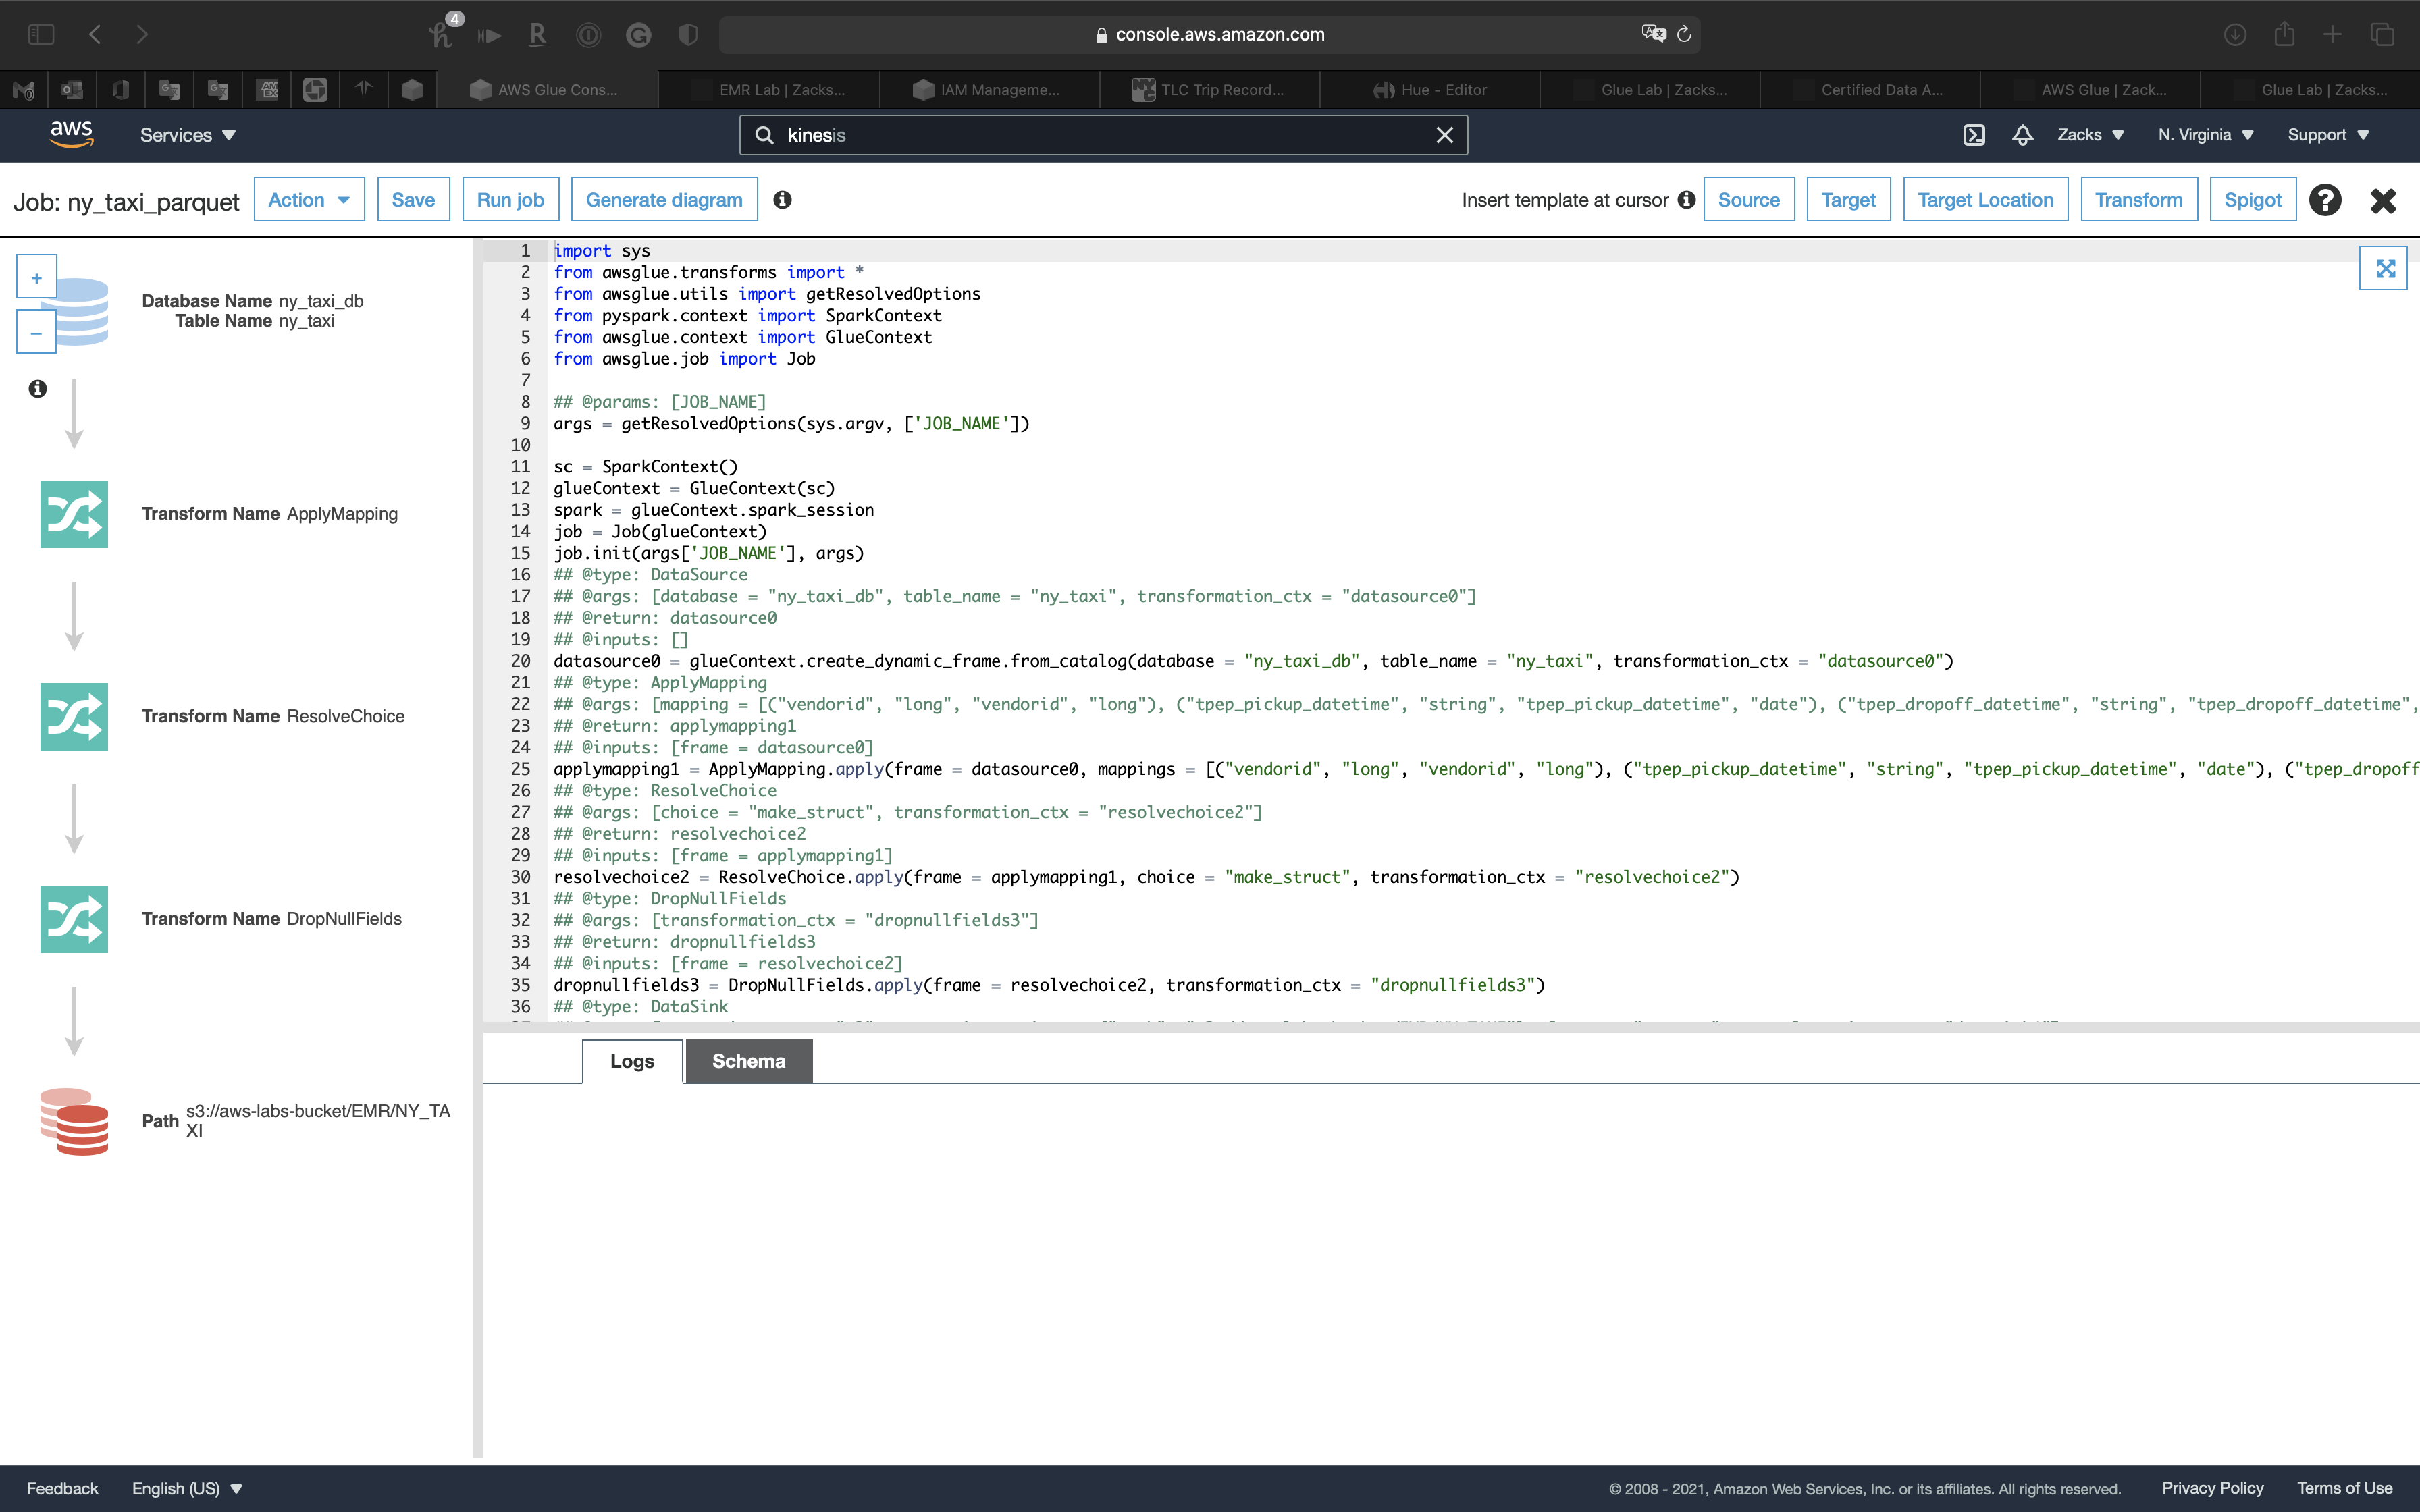 4
console.aws.amazon.com
AWS Glue Cons...
EMR Lab | Zacks...
IAM Manageme...
TLC Trip Record...
Hue - Editor
Glue Lab | Zacks...
Certified Data A...
AWS Glue | Zack...
Glue Lab | Zacks...
aws
Services
kinesis
Zacks
N. Virginia
Support
Job: ny_taxi_parquet
Action
Save
Run job
Generate diagram
Insert template at cursor
Source
Target
Target Location
Transform
Spigot
Database Name ny_taxi_db
Table Name ny_taxi
Transform Name ApplyMapping
Transform Name ResolveChoice
Transform Name DropNullFields
Path s3://aws-labs-bucket/EMR/NY_TA
XI
1 import sys
2 from awsglue.transforms import *
3 from awsglue.utils import getResolvedOptions
4 from pyspark.context import SparkContext
5 from awsglue.context import GlueContext
6 from awsglue.job import Job
7
8 ## @params: [JOB_NAME]
9 args = getResolvedOptions(sys.argv, ['JOB_NAME'])
10
11 sc = SparkContext()
12 glueContext = GlueContext(sc)
13 spark = glueContext.spark_session
14 job = Job(glueContext)
15 job.init(args['JOB_NAME'], args)
16 ## @type: DataSource
17 ## @args: [database = "ny_taxi_db", table_name = "ny_taxi", transformation_ctx = "datasource0"]
18 ## @return: datasource0
19 ## @inputs: []
20 datasource0 = glueContext.create_dynamic_frame.from_catalog(database = "ny_taxi_db", table_name = "ny_taxi", transformation_ctx = "datasource0")
21 ## @type: ApplyMapping
22 ## @args: [mapping = [("vendorid", "long", "vendorid", "long"), ("tpep_pickup_datetime", "string", "tpep_pickup_datetime", "date"), ("tpep_dropoff_datetime", "string", "tpep_dropoff_datetime",
23 ## @return: applymapping1
24 ## @inputs: [frame = datasource0]
25 applymapping1 = ApplyMapping.apply(frame = datasource0, mappings = [("vendorid", "long", "vendorid", "long"), ("tpep_pickup_datetime", "string", "tpep_pickup_datetime", "date"), ("tpep_dropoff
26 ## @type: ResolveChoice
27 ## @args: [choice = "make_struct", transformation_ctx = "resolvechoice2"]
28 ## @return: resolvechoice2
29 ## @inputs: [frame = applymapping1]
30 resolvechoice2 = ResolveChoice.apply(frame = applymapping1, choice = "make_struct", transformation_ctx = "resolvechoice2")
31 ## @type: DropNullFields
32 ## @args: [transformation_ctx = "dropnullfields3"]
33 ## @return: dropnullfields3
34 ## @inputs: [frame = resolvechoice2]
35 dropnullfields3 = DropNullFields.apply(frame = resolvechoice2, transformation_ctx = "dropnullfields3")
36 ## @type: DataSink
Logs
Schema
Feedback
English (US)
© 2008 - 2021, Amazon Web Services, Inc. or its affiliates. All rights reserved.
Privacy Policy
Terms of Use